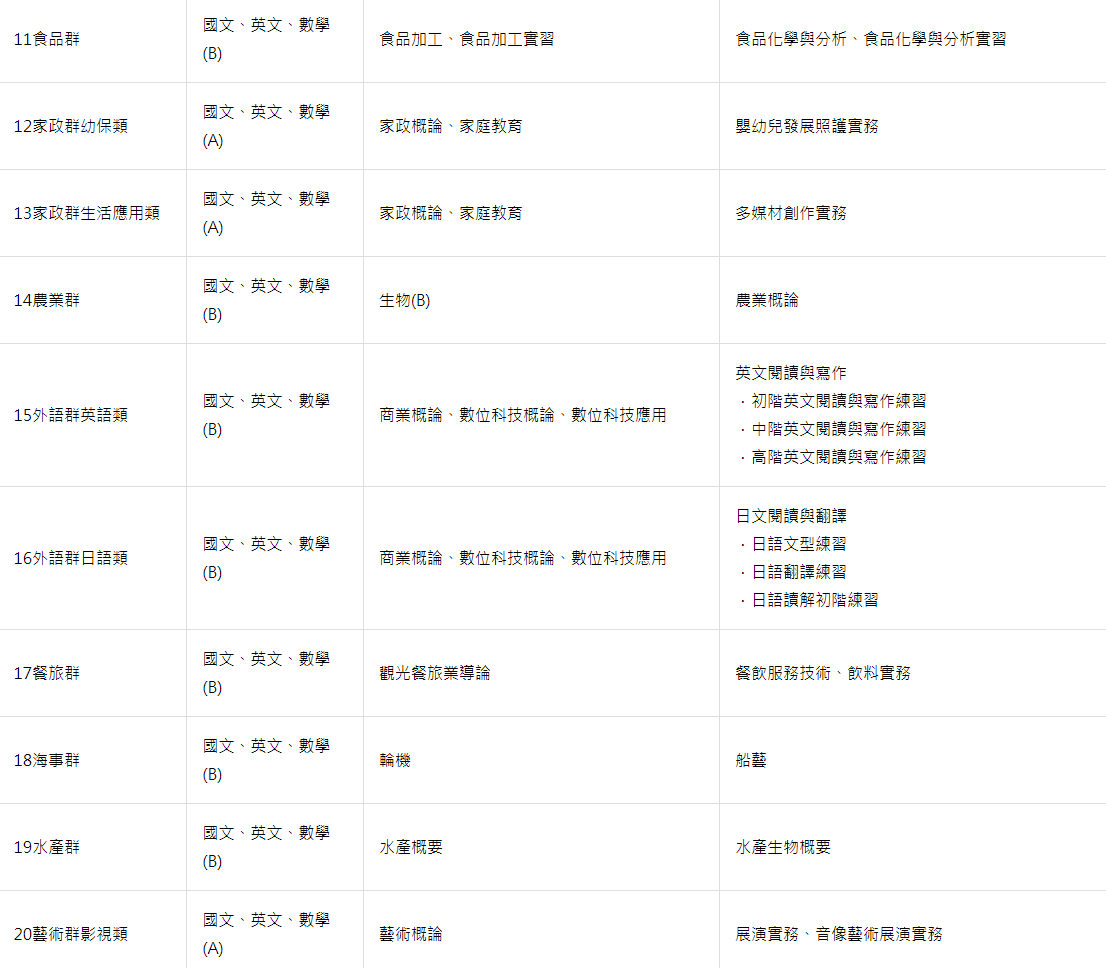 11食品群
國文、英文、數學
(B)
食品加工、食品加工實習
食品化學與分析、食品化學與分析實習
12家政群幼保類
國文、英文、數學
(A)
家政概論、家庭教育
嬰幼兒發展照護實務
13家政群生活應用類
國文、英文、數學
(A)
家政概論、家庭教育
多媒材創作實務
14農業群
國文、英文、數學
(B)
生物(B)
農業概論
15外語群英語類
國文、英文、數學
(B)
商業概論、數位科技概論、數位科技應用
英文閱讀與寫作
．初階英文閱讀與寫作練習
．中階英文閱讀與寫作練習
．高階英文閱讀與寫作練習
16外語群日語類
國文、英文、數學
(B)
商業概論、數位科技概論、數位科技應用
日文閱讀與翻譯
．日語文型練習
．日語翻譯練習
．日語讀解初階練習
17餐旅群
國文、英文、數學
(B)
觀光餐旅業導論
餐飲服務技術、飲料實務
18海事群
國文、英文、數學
(B)
輪機
船藝
19水產群
國文、英文、數學
(B)
水產概要
水產生物概要
20藝術群影視類
國文、英文、數學
(A)
藝術概論
展演實務、音像藝術展演實務